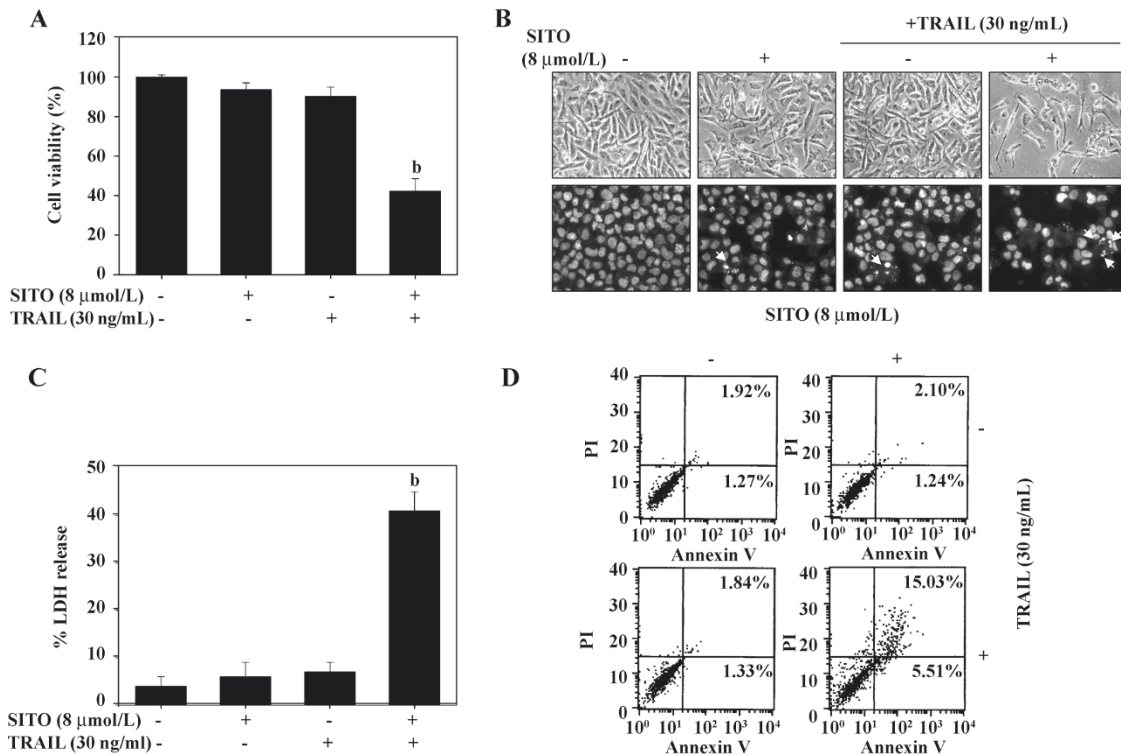 A
120
100
80
60
40
20
0
Cell viability (%)
b
SITO (8 μmol/L) - + - +
TRAIL (30 ng/mL) - - + +
B
+TRAIL (30 ng/mL)
SITO
(8 μmol/L) - + - +
SITO (8 μmol/L)
C
50
40
30
20
10
0
% LDH release
b
SITO (8 μmol/L) - + - +
TRAIL (30 ng/ml) - - + +
D
- +
40
30
20
10
0
PI
1.92%
1.27%
10⁰ 10¹ 10² 10³ 10⁴
Annexin V
40
30
20
10
0
PI
2.10%
1.24%
10⁰ 10¹ 10² 10³ 10⁴
Annexin V
-
40
30
20
10
0
PI
1.84%
1.33%
10⁰ 10¹ 10² 10³ 10⁴
Annexin V
40
30
20
10
0
PI
15.03%
5.51%
10⁰ 10¹ 10² 10³ 10⁴
Annexin V
+
TRAIL (30 ng/mL)